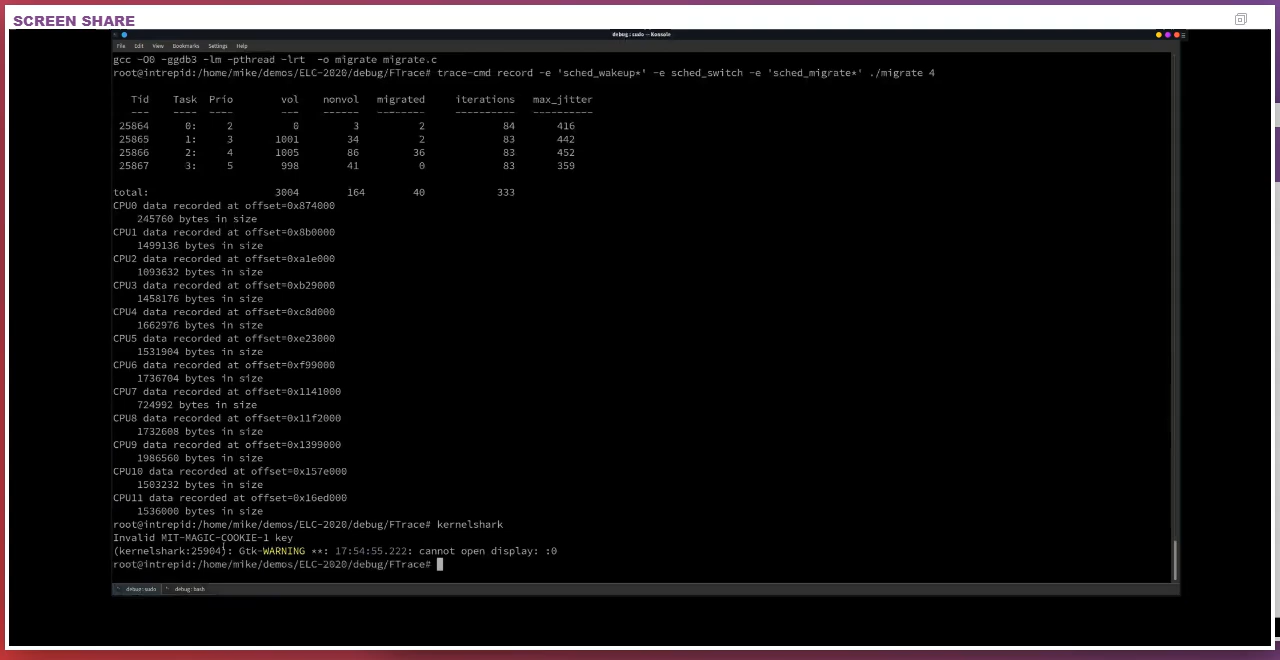 SCREEN SHARE
debug : sudo — Konsole
File Edit View Bookmarks Settings Help
gcc -O0 -ggdb3 -lm -pthread -lrt  -o migrate migrate.c
root@intrepid:/home/mike/demos/ELC-2020/debug/FTrace# trace-cmd record -e 'sched_wakeup*' -e sched_switch -e 'sched_migrate*' ./migrate 4
Tid Task Prio vol nonvol migrated iterations max_jitter
--- ---- ---- --- ------ -------- ---------- ----------
25864 0: 2 0 3 2 84 416
25865 1: 3 1001 34 2 83 442
25866 2: 4 1005 86 36 83 452
25867 3: 5 998 41 0 83 359
total: 3004 164 40 333
CPU0 data recorded at offset=0x874000
245760 bytes in size
CPU1 data recorded at offset=0x8b0000
1499136 bytes in size
CPU2 data recorded at offset=0xa1e000
1093632 bytes in size
CPU3 data recorded at offset=0xb29000
1458176 bytes in size
CPU4 data recorded at offset=0xc8d000
1662976 bytes in size
CPU5 data recorded at offset=0xe23000
1531904 bytes in size
CPU6 data recorded at offset=0xf99000
1736704 bytes in size
CPU7 data recorded at offset=0x1141000
724992 bytes in size
CPU8 data recorded at offset=0x11f2000
1732608 bytes in size
CPU9 data recorded at offset=0x1399000
1986560 bytes in size
CPU10 data recorded at offset=0x157e000
1503232 bytes in size
CPU11 data recorded at offset=0x16ed000
1536000 bytes in size
root@intrepid:/home/mike/demos/ELC-2020/debug/FTrace# kernelshark
Invalid MIT-MAGIC-COOKIE-1 key
(kernelshark:25904): Gtk-WARNING **: 17:54:55.222: cannot open display: :0
root@intrepid:/home/mike/demos/ELC-2020/debug/FTrace#
debug : sudo debug : bash